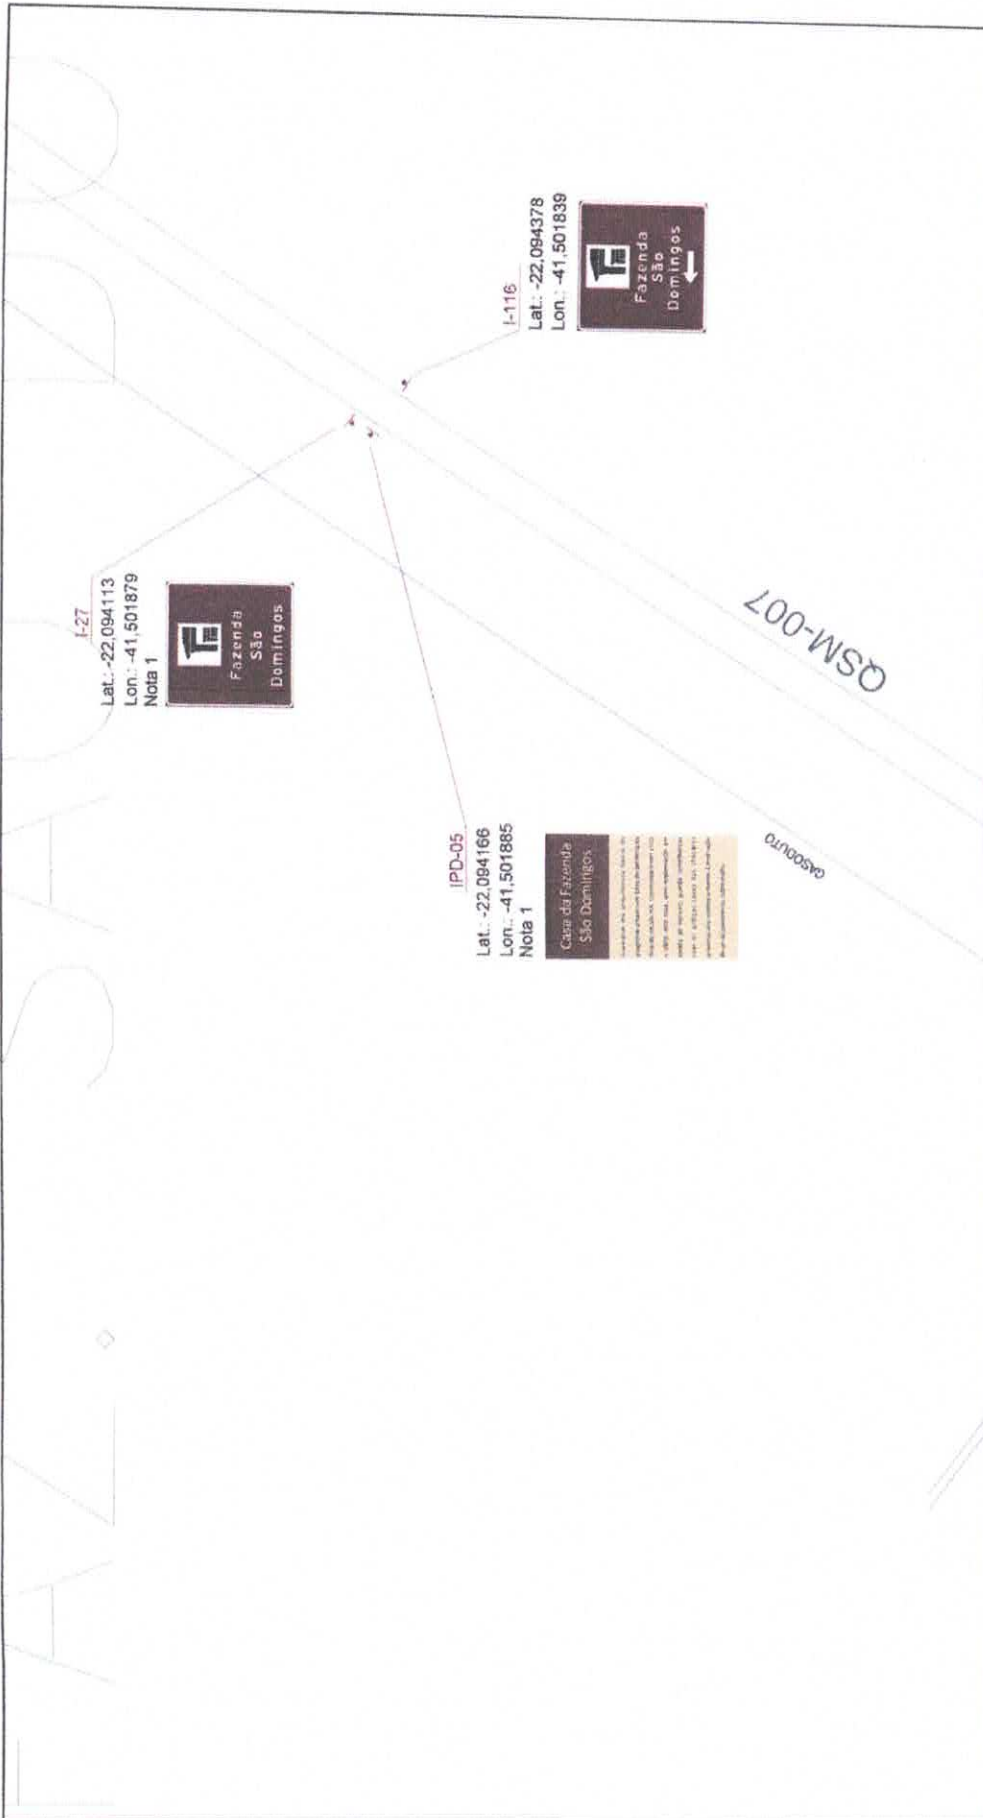 I-27
Lat.: -22,094113
Lon.: -41,501879
Nota 1
Fazenda
São
Domingos
IPD-05
Lat.: -22,094166
Lon.: -41,501885
Nota 1
Casa da Fazenda
São Domingos
I-116
Lat.: -22,094378
Lon.: -41,501839
Fazenda
São
Domingos
GASODUTO
QSM-007